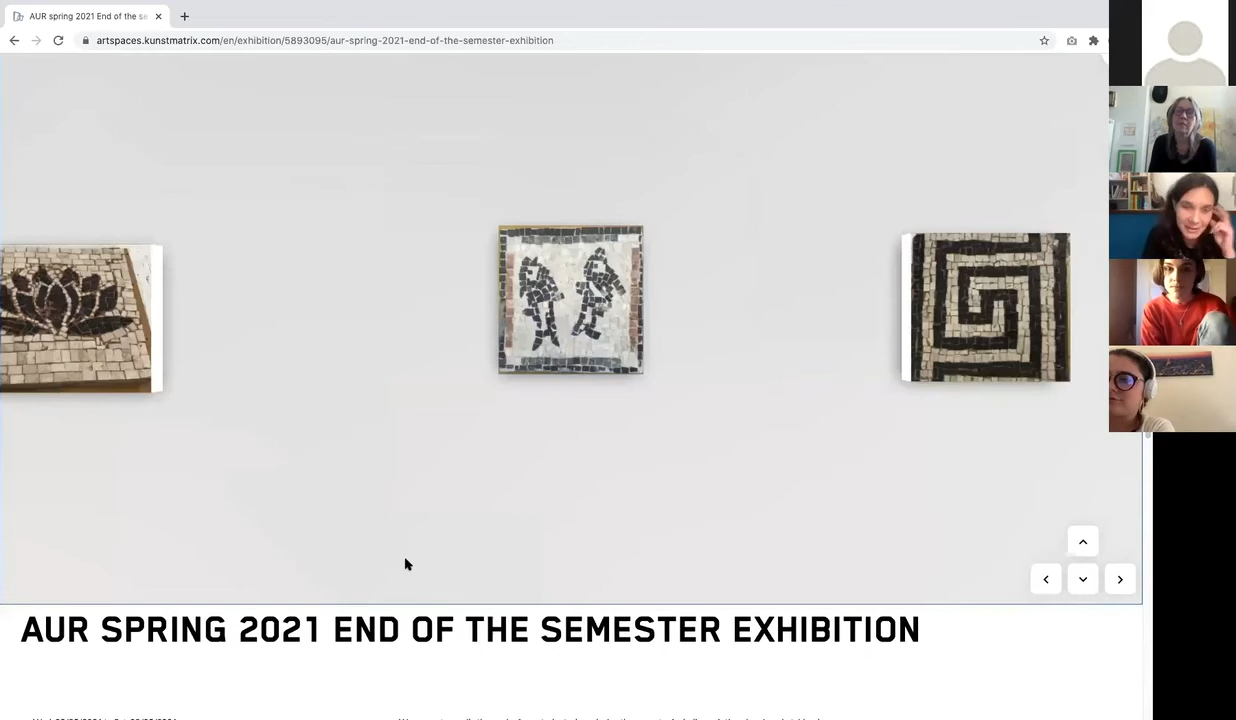 AUR spring 2021 End of the se
artspaces.kunstmatrix.com/en/exhibition/5893095/aur-spring-2021-end-of-the-semester-exhibition
AUR SPRING 2021 END OF THE SEMESTER EXHIBITION